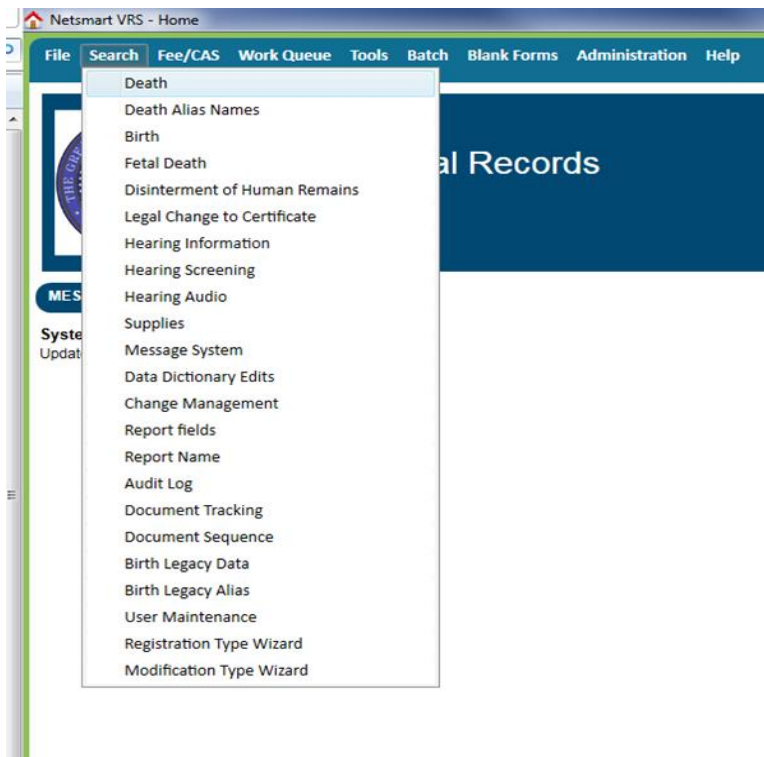 Netsmart VRS - Home
File Search Fee/CAS Work Queue Tools Batch Blank Forms Administration Help
Death
Death Alias Names
Birth
Fetal Death
Disinterment of Human Remains
Legal Change to Certificate
Hearing Information
Hearing Screening
Hearing Audio
Supplies
Message System
Data Dictionary Edits
Change Management
Report fields
Report Name
Audit Log
Document Tracking
Document Sequence
Birth Legacy Data
Birth Legacy Alias
User Maintenance
Registration Type Wizard
Modification Type Wizard
al Records
THE GRE
MES
Syste
Updat